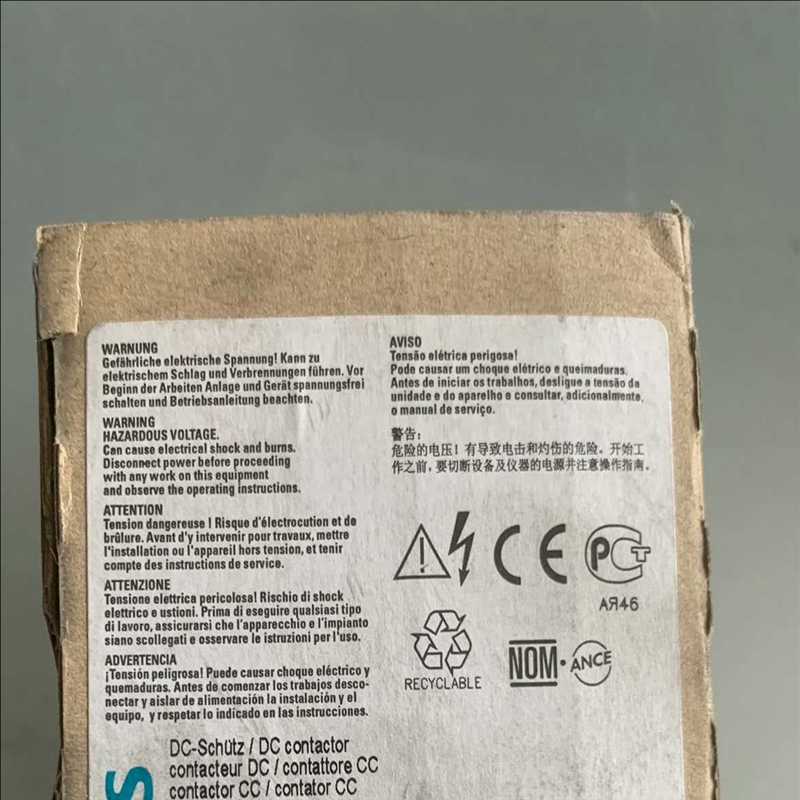 WARNUNG
Gefährliche elektrische Spannung! Kann zu
elektrischem Schlag und Verbrennungen führen. Vor
Beginn der Arbeiten Anlage und Gerät spannungsfrei
schalten und Betriebsanleitung beachten.
WARNING
HAZARDOUS VOLTAGE.
Can cause electrical shock and burns.
Disconnect power before proceeding
with any work on this equipment
and observe the operating instructions.
ATTENTION
Tension dangereuse ! Risque d'électrocution et de
brûlure. Avant d'y intervenir pour travaux, mettre
l'installation ou l'appareil hors tension, et tenir
compte des instructions de service.
ATTENZIONE
Tensione elettrica pericolosa! Rischio di shock
elettrico e ustioni. Prima di eseguire qualsiasi tipo
di lavoro, assicurarsi che l'apparecchio e l'impianto
siano scollegati e osservare le istruzioni per l'uso.
ADVERTENCIA
¡Tensión peligrosa! Puede causar choque eléctrico y
quemaduras. Antes de comenzar los trabajos desco-
nectar y aislar de alimentación la instalación y el
equipo, y respetar lo indicado en las instrucciones.
AVISO
Tensão elétrica perigosa!
Pode causar um choque elétrico e queimaduras.
Antes de iniciar os trabalhos, desligue a tensão da
unidade e do aparelho e consultar, adicionalmente,
o manual de serviço.
警告:
危险的电压! 有导致电击和灼伤的危险。开始工
作之前,要切断设备及仪器的电源并注意操作指南。
CE PCT
АЯ46
RECYCLABLE
NOM·ANCE
DC-Schütz / DC contactor
contacteur DC / contattore CC
contactor CC / contator CC
S